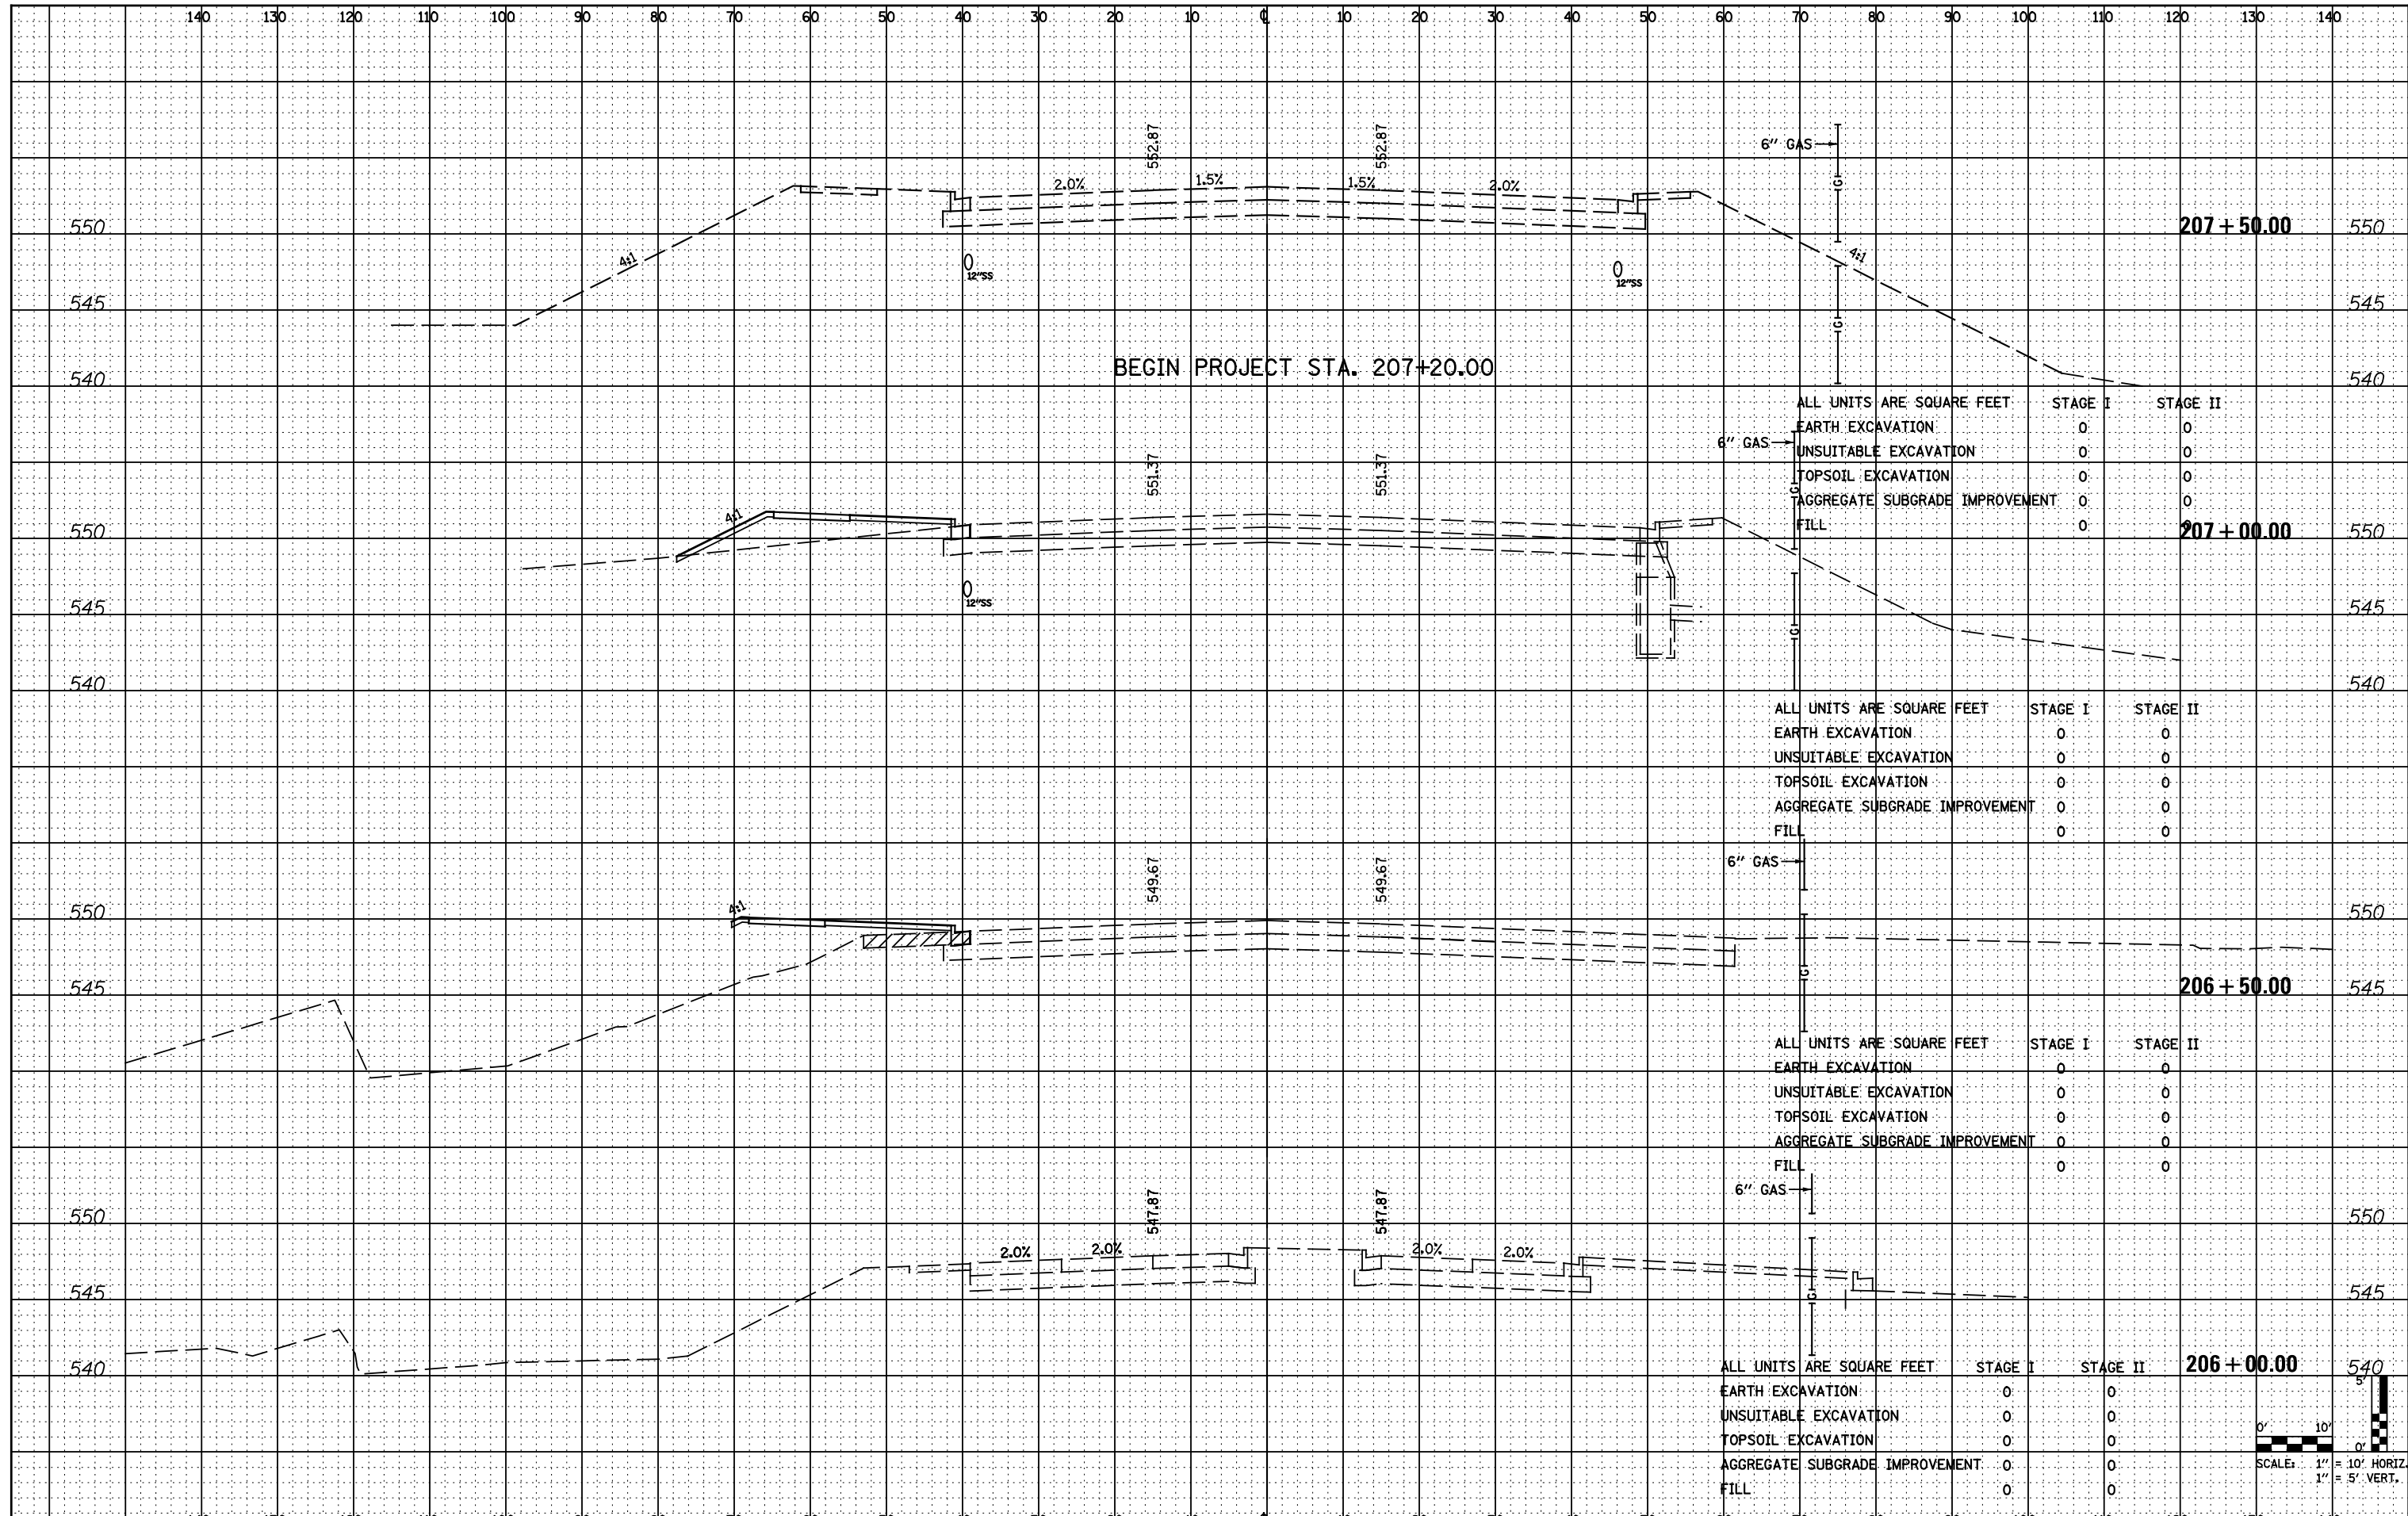 140 130 120 110 100 90 80 70 60 50 40 30 20 10 ℄ 10 20 30 40 50 60 70 80 90 100 110 120 130 140
552.87 552.87
6" GAS
2.0% 1.5% 1.5% 2.0%
G
550 207+50.00 550
4:1 4:1
12"SS 12"SS
545 545
G
BEGIN PROJECT STA. 207+20.00
540 540
ALL UNITS ARE SQUARE FEET STAGE I STAGE II
EARTH EXCAVATION 0 0
6" GAS
UNSUITABLE EXCAVATION 0 0
551.37 551.37
TOPSOIL EXCAVATION 0 0
G
AGGREGATE SUBGRADE IMPROVEMENT 0 0
4:1
FILL 0 0
550 207+00.00 550
12"SS
545 545
G
540 540
ALL UNITS ARE SQUARE FEET STAGE I STAGE II
EARTH EXCAVATION 0 0
UNSUITABLE EXCAVATION 0 0
TOPSOIL EXCAVATION 0 0
AGGREGATE SUBGRADE IMPROVEMENT 0 0
FILL 0 0
6" GAS
549.67 549.67
4:1
550 550
G
545 206+50.00 545
ALL UNITS ARE SQUARE FEET STAGE I STAGE II
EARTH EXCAVATION 0 0
UNSUITABLE EXCAVATION 0 0
TOPSOIL EXCAVATION 0 0
AGGREGATE SUBGRADE IMPROVEMENT 0 0
FILL 0 0
6" GAS
547.87 547.87
550 550
2.0% 2.0% 2.0% 2.0%
G
545 545
540 ALL UNITS ARE SQUARE FEET STAGE I STAGE II 206+00.00 540
5'
EARTH EXCAVATION 0 0
UNSUITABLE EXCAVATION 0 0
0' 10'
TOPSOIL EXCAVATION 0 0
0'
AGGREGATE SUBGRADE IMPROVEMENT 0 0
SCALE: 1" = 10' HORIZ.
1" = 5' VERT.
FILL 0 0